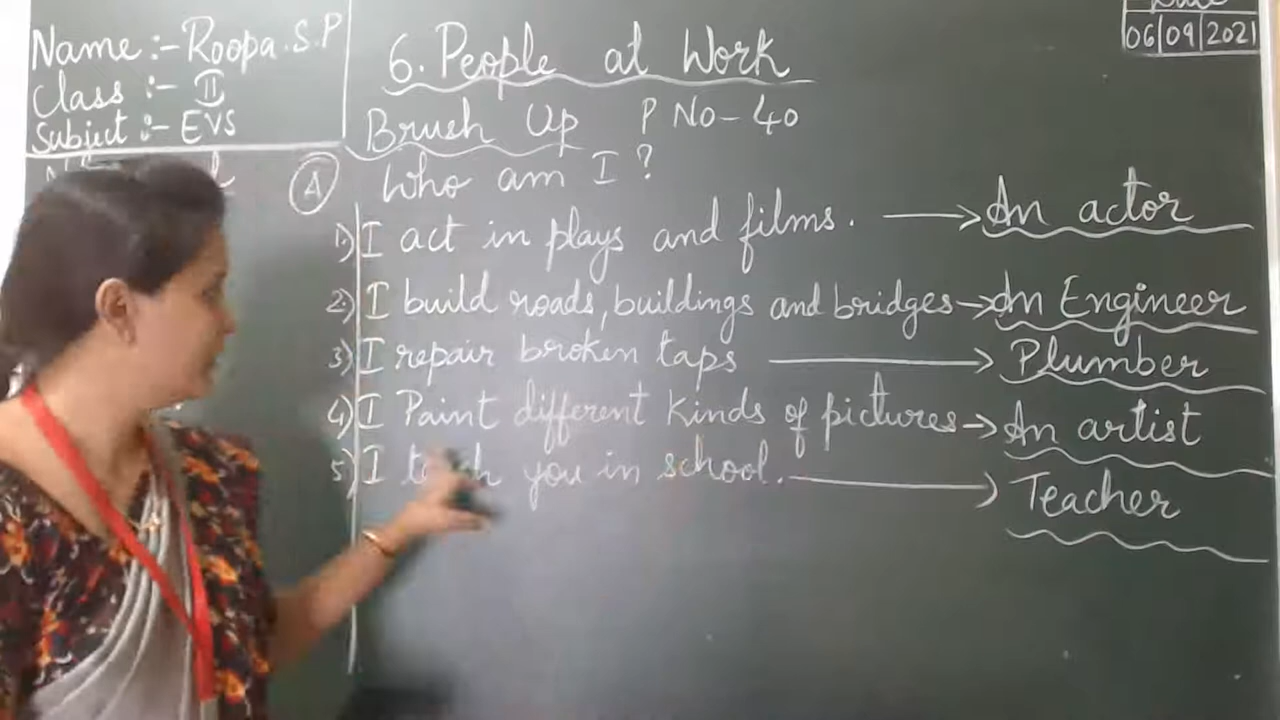 Name :- Roopa.S.P
Class :- II
Subject :- EVS
Date
06|09|2021
6. People at Work
Brush Up P No - 40
A Who am I ?
1) I act in plays and films. → An actor
2) I build roads, buildings and bridges → An Engineer
3) I repair broken taps → Plumber
4) I Paint different kinds of pictures → An artist
5) I teach you in school. → Teacher